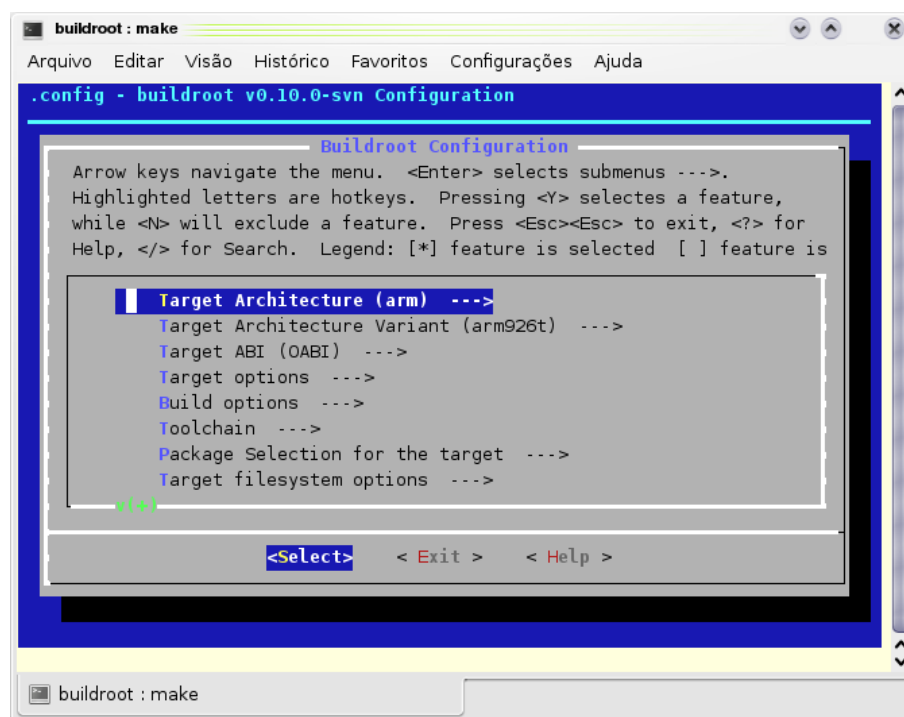 buildroot : make
Arquivo Editar Visão Histórico Favoritos Configurações Ajuda
.config - buildroot v0.10.0-svn Configuration
Buildroot Configuration
Arrow keys navigate the menu. <Enter> selects submenus --->.
Highlighted letters are hotkeys. Pressing <Y> selectes a feature,
while <N> will exclude a feature. Press <Esc><Esc> to exit, <?> for
Help, </> for Search. Legend: [*] feature is selected [ ] feature is
Target Architecture (arm) --->
Target Architecture Variant (arm926t) --->
Target ABI (OABI) --->
Target options --->
Build options --->
Toolchain --->
Package Selection for the target --->
Target filesystem options --->
v(+)
<Select> < Exit > < Help >
buildroot : make